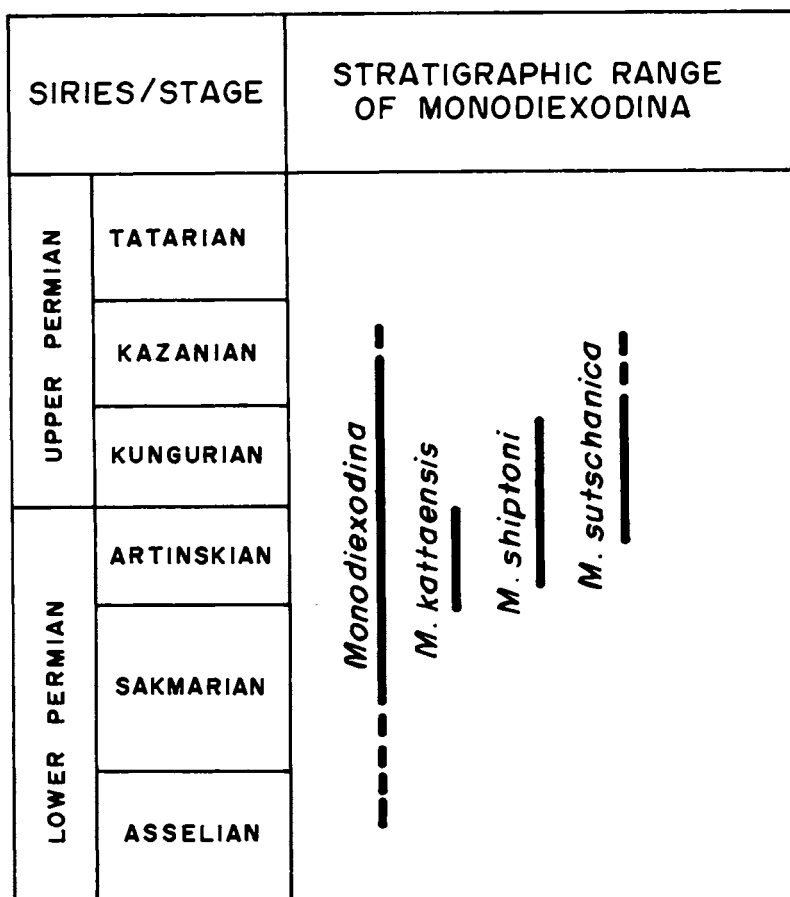 SIRIES/STAGE
STRATIGRAPHIC RANGE
OF MONODIEXODINA
UPPER PERMIAN
TATARIAN
KAZANIAN
KUNGURIAN
LOWER PERMIAN
ARTINSKIAN
SAKMARIAN
ASSELIAN
Monodiexodina
M. kattaensis
M. shiptoni
M. sutschanica